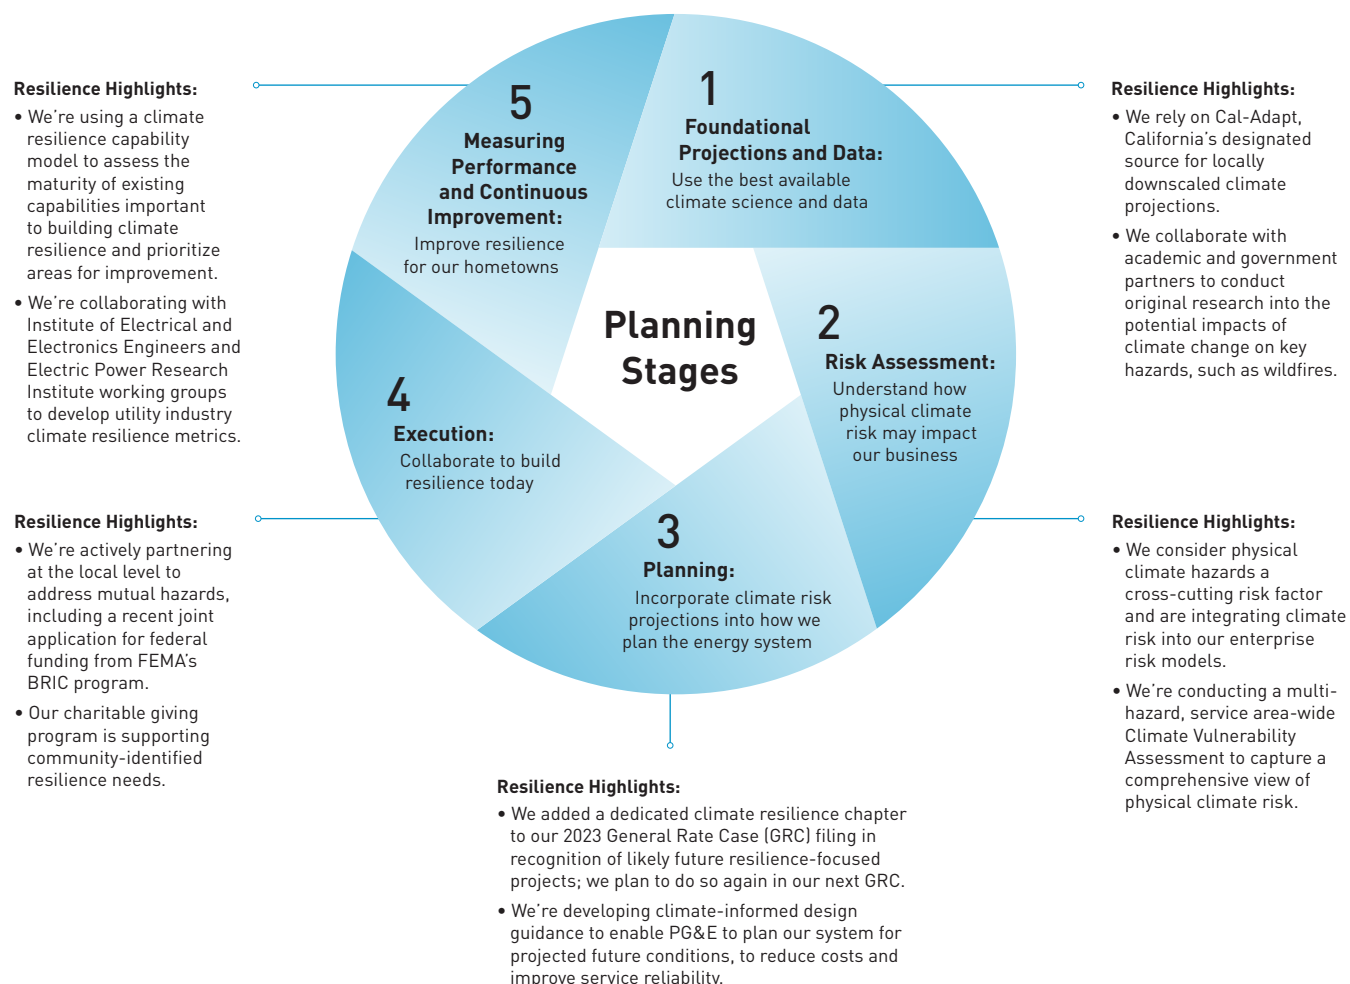 Planning
Stages
1
Foundational
Projections and Data:
Use the best available
climate science and data
Resilience Highlights:
• We rely on Cal-Adapt,
California's designated
source for locally
downscaled climate
projections.
• We collaborate with
academic and government
partners to conduct
original research into the
potential impacts of
climate change on key
hazards, such as wildfires.
2
Risk Assessment:
Understand how
physical climate
risk may impact
our business
Resilience Highlights:
• We consider physical
climate hazards a
cross-cutting risk factor
and are integrating climate
risk into our enterprise
risk models.
• We're conducting a multi-
hazard, service area-wide
Climate Vulnerability
Assessment to capture a
comprehensive view of
physical climate risk.
3
Planning:
Incorporate climate risk
projections into how we
plan the energy system
Resilience Highlights:
• We added a dedicated climate resilience chapter
to our 2023 General Rate Case (GRC) filing in
recognition of likely future resilience-focused
projects; we plan to do so again in our next GRC.
• We're developing climate-informed design
guidance to enable PG&E to plan our system for
projected future conditions, to reduce costs and
improve service reliability.
4
Execution:
Collaborate to build
resilience today
Resilience Highlights:
• We're actively partnering
at the local level to
address mutual hazards,
including a recent joint
application for federal
funding from FEMA's
BRIC program.
• Our charitable giving
program is supporting
community-identified
resilience needs.
5
Measuring
Performance
and Continuous
Improvement:
Improve resilience
for our hometowns
Resilience Highlights:
• We're using a climate
resilience capability
model to assess the
maturity of existing
capabilities important
to building climate
resilience and prioritize
areas for improvement.
• We're collaborating with
Institute of Electrical and
Electronics Engineers and
Electric Power Research
Institute working groups
to develop utility industry
climate resilience metrics.